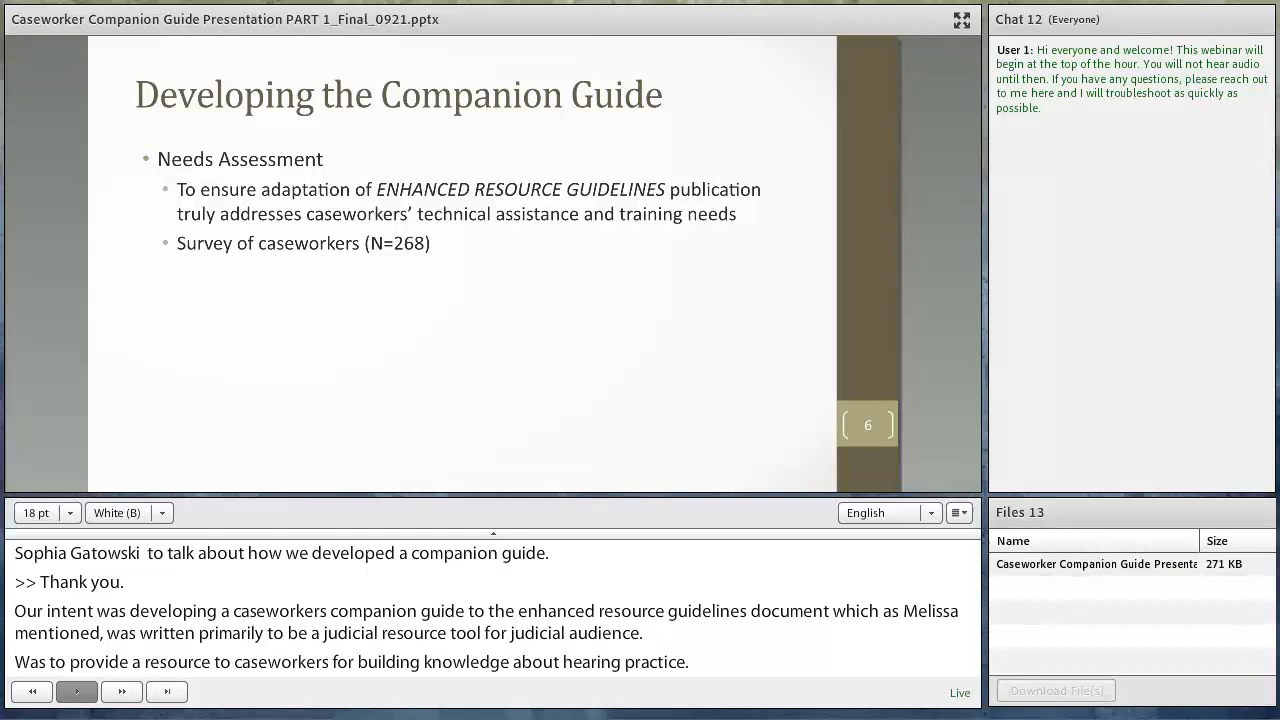 Caseworker Companion Guide Presentation PART 1_Final_0921.pptx
Developing the Companion Guide
• Needs Assessment
• To ensure adaptation of ENHANCED RESOURCE GUIDELINES publication
truly addresses caseworkers' technical assistance and training needs
• Survey of caseworkers (N=268)
6
Chat 12 (Everyone)
User 1: Hi everyone and welcome! This webinar will
begin at the top of the hour. You will not hear audio
until then. If you have any questions, please reach out
to me here and I will troubleshoot as quickly as
possible.
18 pt
White (B)
English
Sophia Gatowski to talk about how we developed a companion guide.
>> Thank you.
Our intent was developing a caseworkers companion guide to the enhanced resource guidelines document which as Melissa
mentioned, was written primarily to be a judicial resource tool for judicial audience.
Was to provide a resource to caseworkers for building knowledge about hearing practice.
Live
Files 13
Name Size
Caseworker Companion Guide Presenta 271 KB
Download File(s)